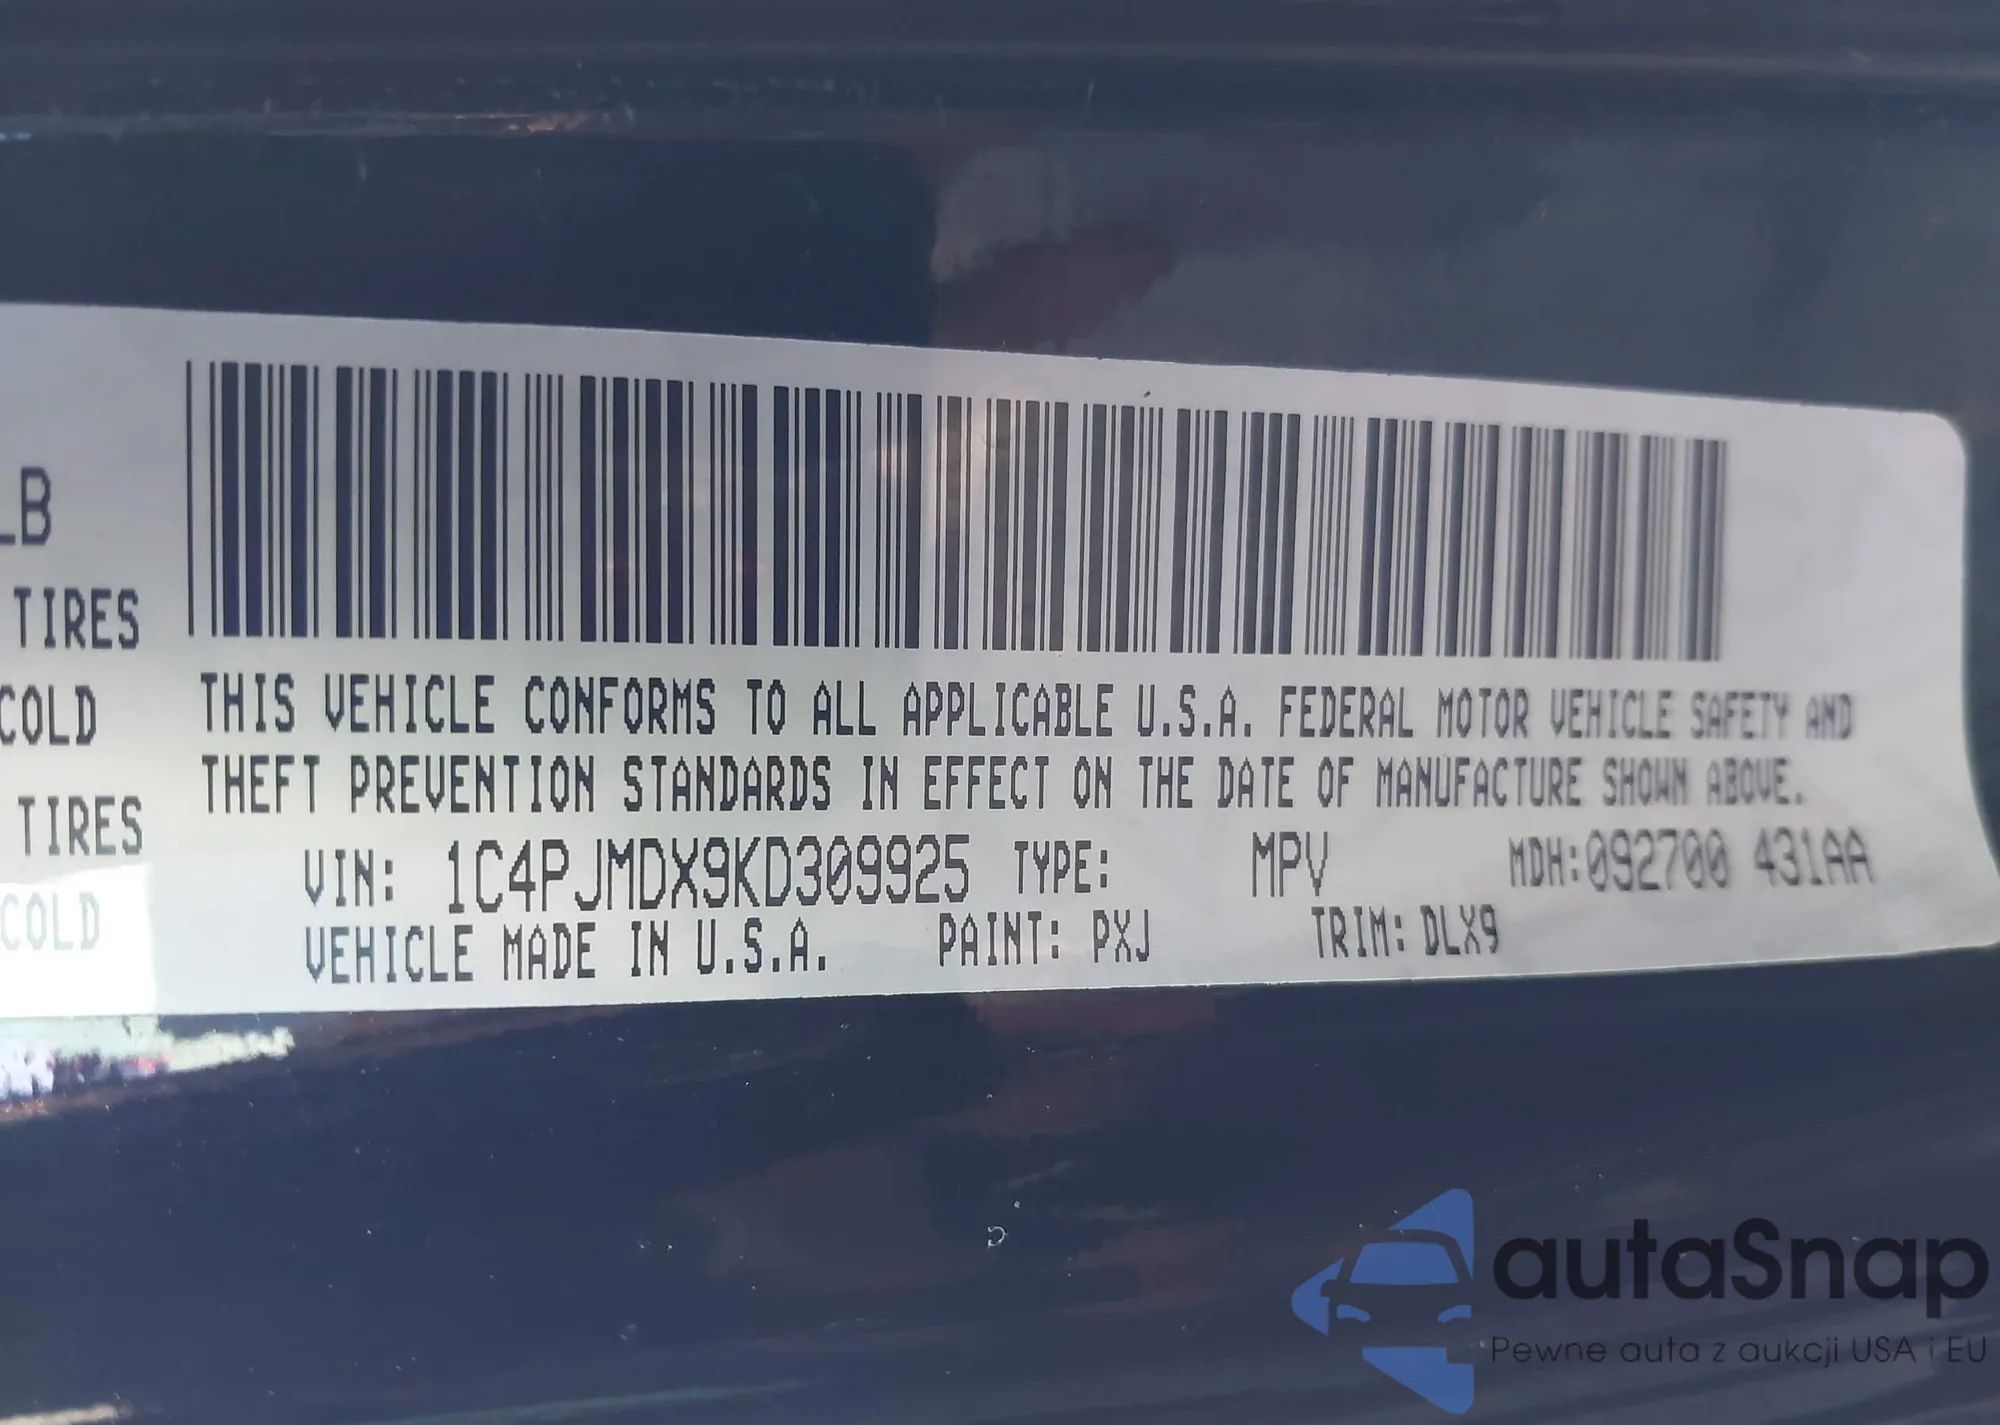 LB
TIRES
COLD
TIRES
COLD
THIS VEHICLE CONFORMS TO ALL APPLICABLE U.S.A. FEDERAL MOTOR VEHICLE SAFETY AND
THEFT PREVENTION STANDARDS IN EFFECT ON THE DATE OF MANUFACTURE SHOWN ABOVE.
VIN: 1C4PJMDX9KD309925 TYPE: MPV MDH:092700 431AA
VEHICLE MADE IN U.S.A. PAINT: PXJ TRIM: DLX9
autaSnap
Pewne auta z aukcji USA i EU